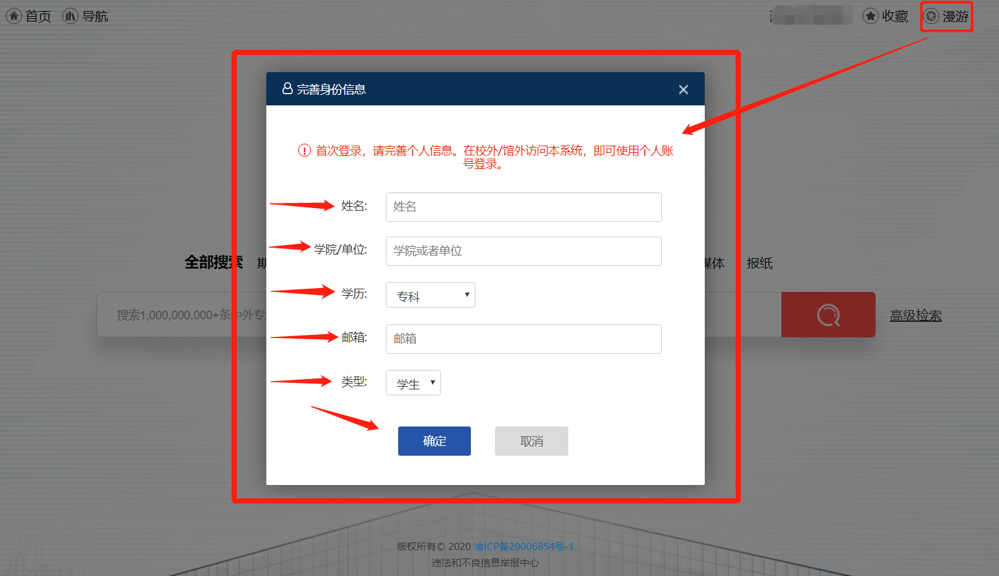 首页 导航 收藏 漫游
完善身份信息
首次登录，请完善个人信息。在校外/馆外访问本系统，即可使用个人账
号登录。
姓名: 姓名
学院/单位: 学院或者单位
全部搜索 期 媒体 报纸
学历: 专科
搜索1,000,000,000+条中外专 高级检索
邮箱: 邮箱
类型: 学生
确定 取消
版权所有© 2020 渝ICP备20006854号-1
违法和不良信息举报中心